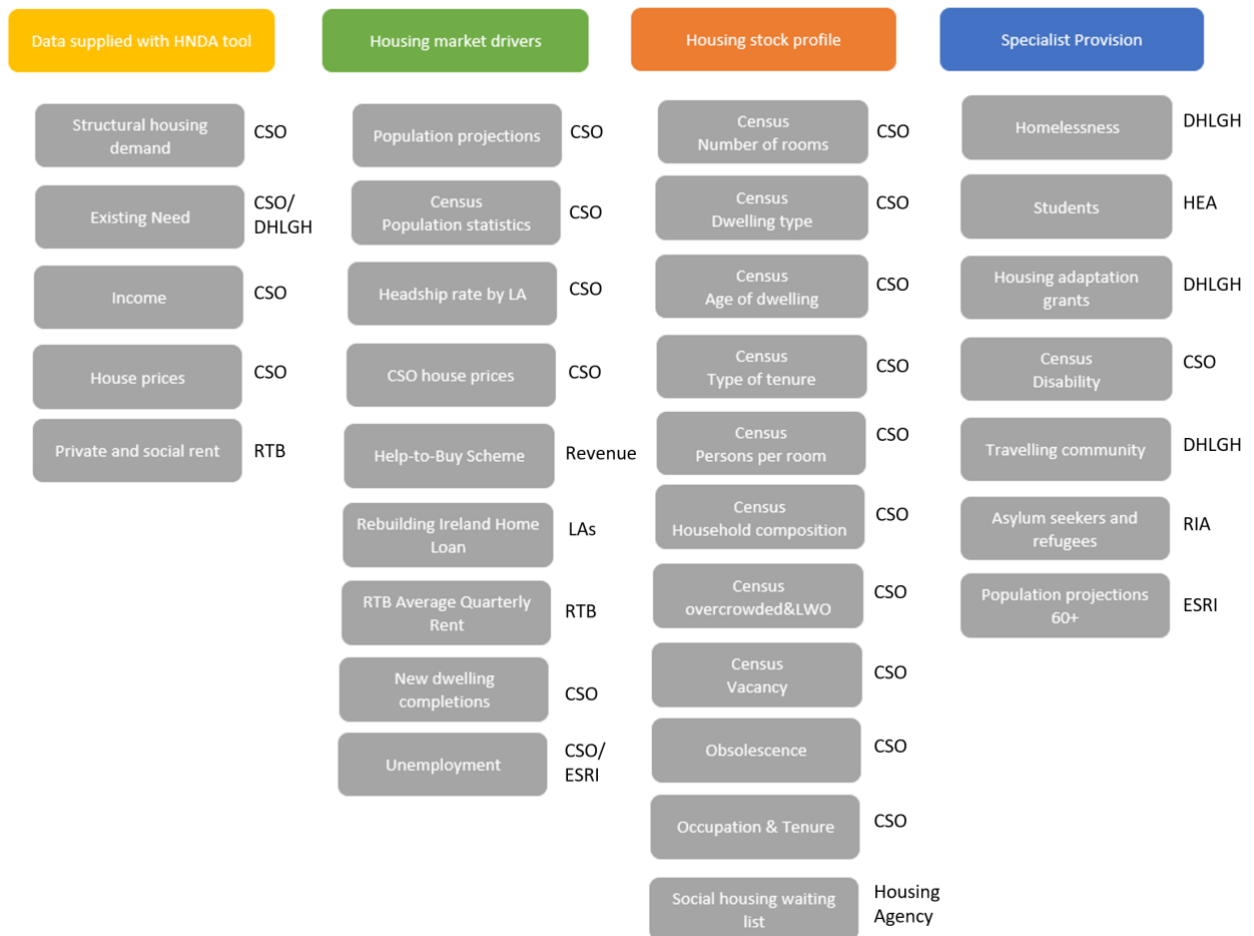 Data supplied with HNDA tool
Structural housing
demand
CSO
Existing Need
CSO/
DHLGH
Income
CSO
House prices
CSO
Private and social rent
RTB
Housing market drivers
Population projections
CSO
Census
Population statistics
CSO
Headship rate by LA
CSO
CSO house prices
CSO
Help-to-Buy Scheme
Revenue
Rebuilding Ireland Home
Loan
LAs
RTB Average Quarterly
Rent
RTB
New dwelling
completions
CSO
Unemployment
CSO/
ESRI
Housing stock profile
Census
Number of rooms
CSO
Census
Dwelling type
CSO
Census
Age of dwelling
CSO
Census
Type of tenure
CSO
Census
Persons per room
CSO
Census
Household composition
CSO
Census
overcrowded&LWO
CSO
Census
Vacancy
CSO
Obsolescence
CSO
Occupation & Tenure
CSO
Social housing waiting
list
Housing
Agency
Specialist Provision
Homelessness
DHLGH
Students
HEA
Housing adaptation
grants
DHLGH
Census
Disability
CSO
Travelling community
DHLGH
Asylum seekers and
refugees
RIA
Population projections
60+
ESRI